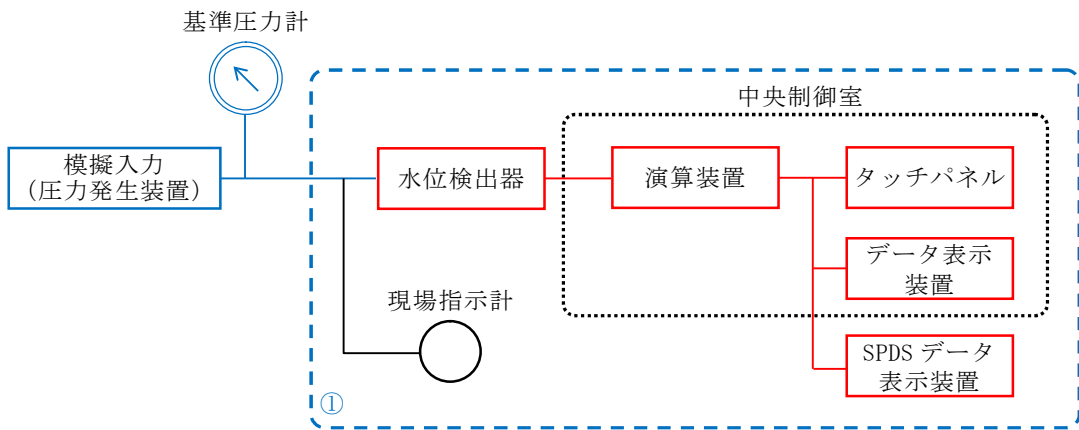 基準圧力計
中央制御室
模擬入力
(圧力発生装置)
水位検出器
演算装置
タッチパネル
データ表示
装置
現場指示計
SPDS データ
表示装置
①